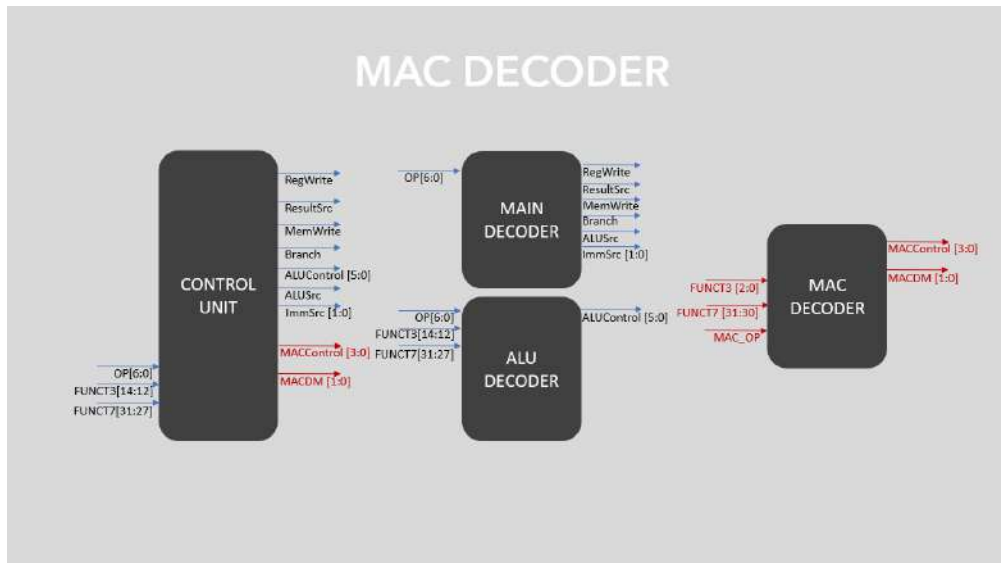 MAC DECODER
CONTROL
UNIT
RegWrite
ResultSrc
MemWrite
Branch
ALUControl [5:0]
ALUSrc
ImmSrc [1:0]
MACControl [3:0]
MACDM [1:0]
OP[6:0]
FUNCT3[14:12]
FUNCT7[31:27]
OP[6:0]
MAIN
DECODER
RegWrite
ResultSrc
MemWrite
Branch
ALUSrc
ImmSrc [1:0]
OP[6:0]
FUNCT3[14:12]
FUNCT7[31:27]
ALU
DECODER
ALUControl [5:0]
FUNCT3 [2:0]
FUNCT7 [31:30]
MAC_OP
MAC
DECODER
MACControl [3:0]
MACDM [1:0]